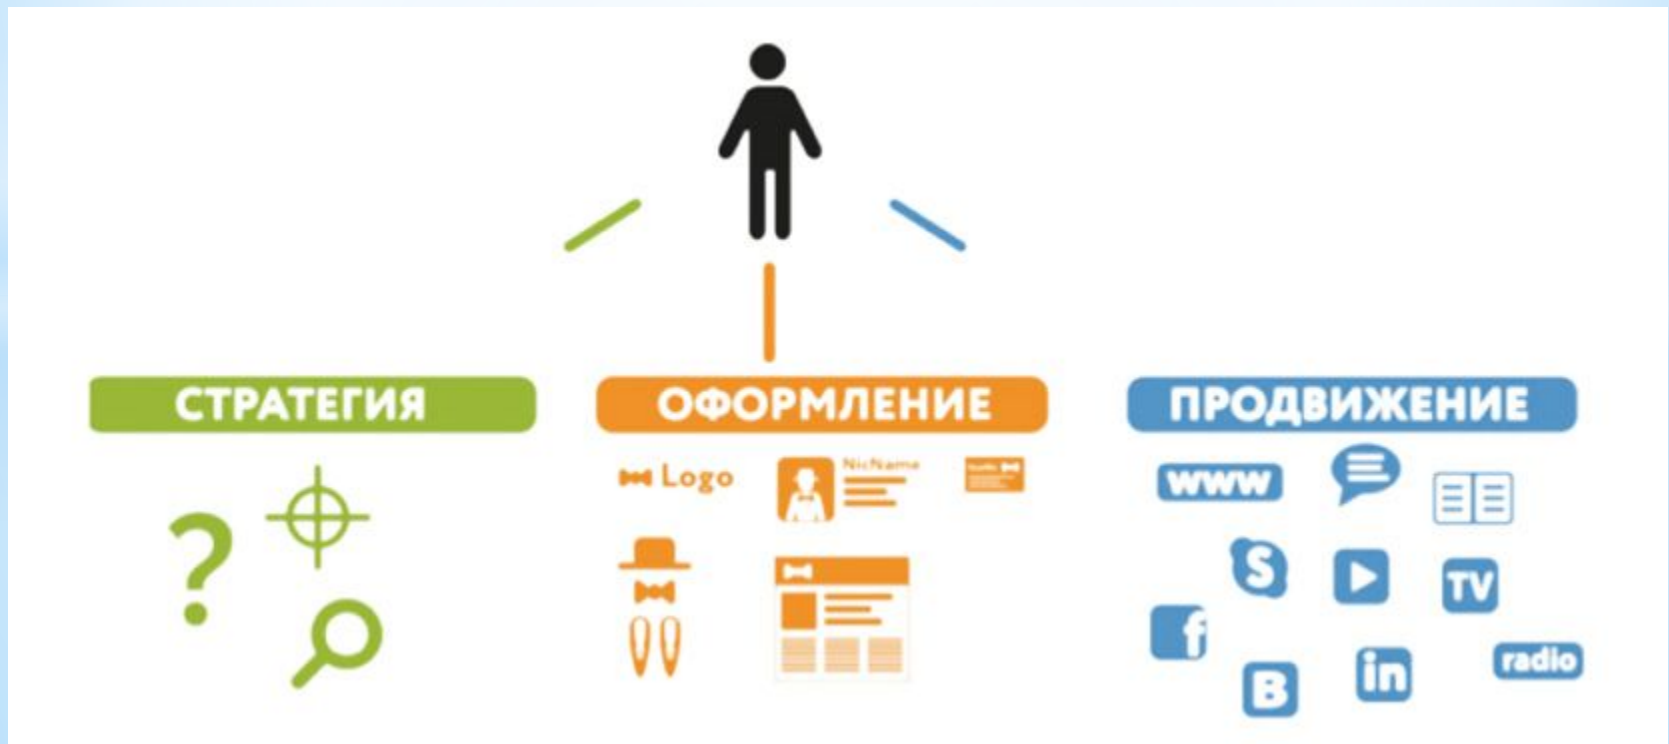 СТРАТЕГИЯ
ОФОРМЛЕНИЕ
ПРОДВИЖЕНИЕ
?
Logo
NicName
www
S
TV
f
radio
in
B